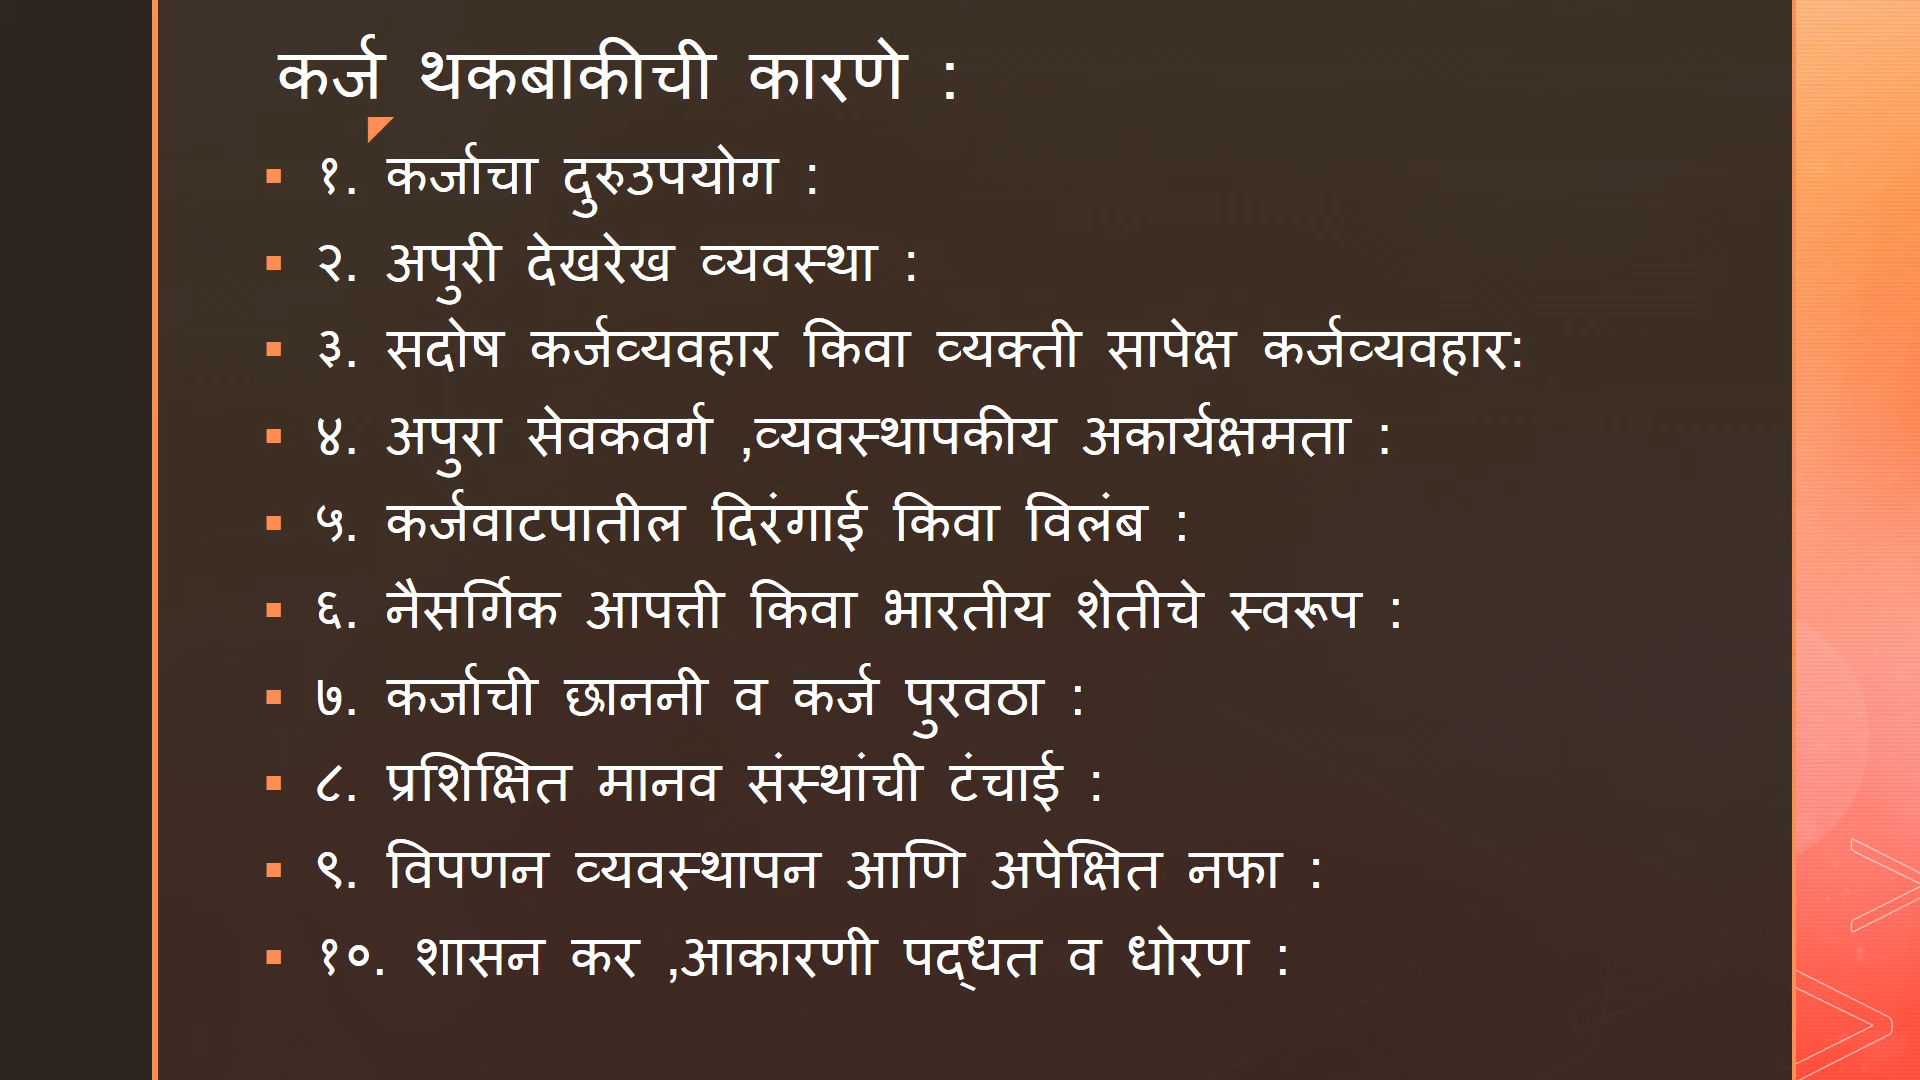 कर्ज थकबाकीची कारणे :
१. कर्जाचा दुरुउपयोग :
२. अपुरी देखरेख व्यवस्था :
३. सदोष कर्जव्यवहार किवा व्यक्ती सापेक्ष कर्जव्यवहार:
४. अपुरा सेवकवर्ग ,व्यवस्थापकीय अकार्यक्षमता :
५. कर्जवाटपातील दिरंगाई किवा विलंब :
६. नैसर्गिक आपत्ती किवा भारतीय शेतीचे स्वरूप :
७. कर्जाची छाननी व कर्ज पुरवठा :
८. प्रशिक्षित मानव संस्थांची टंचाई :
९. विपणन व्यवस्थापन आणि अपेक्षित नफा :
१०. शासन कर ,आकारणी पद्धत व धोरण :